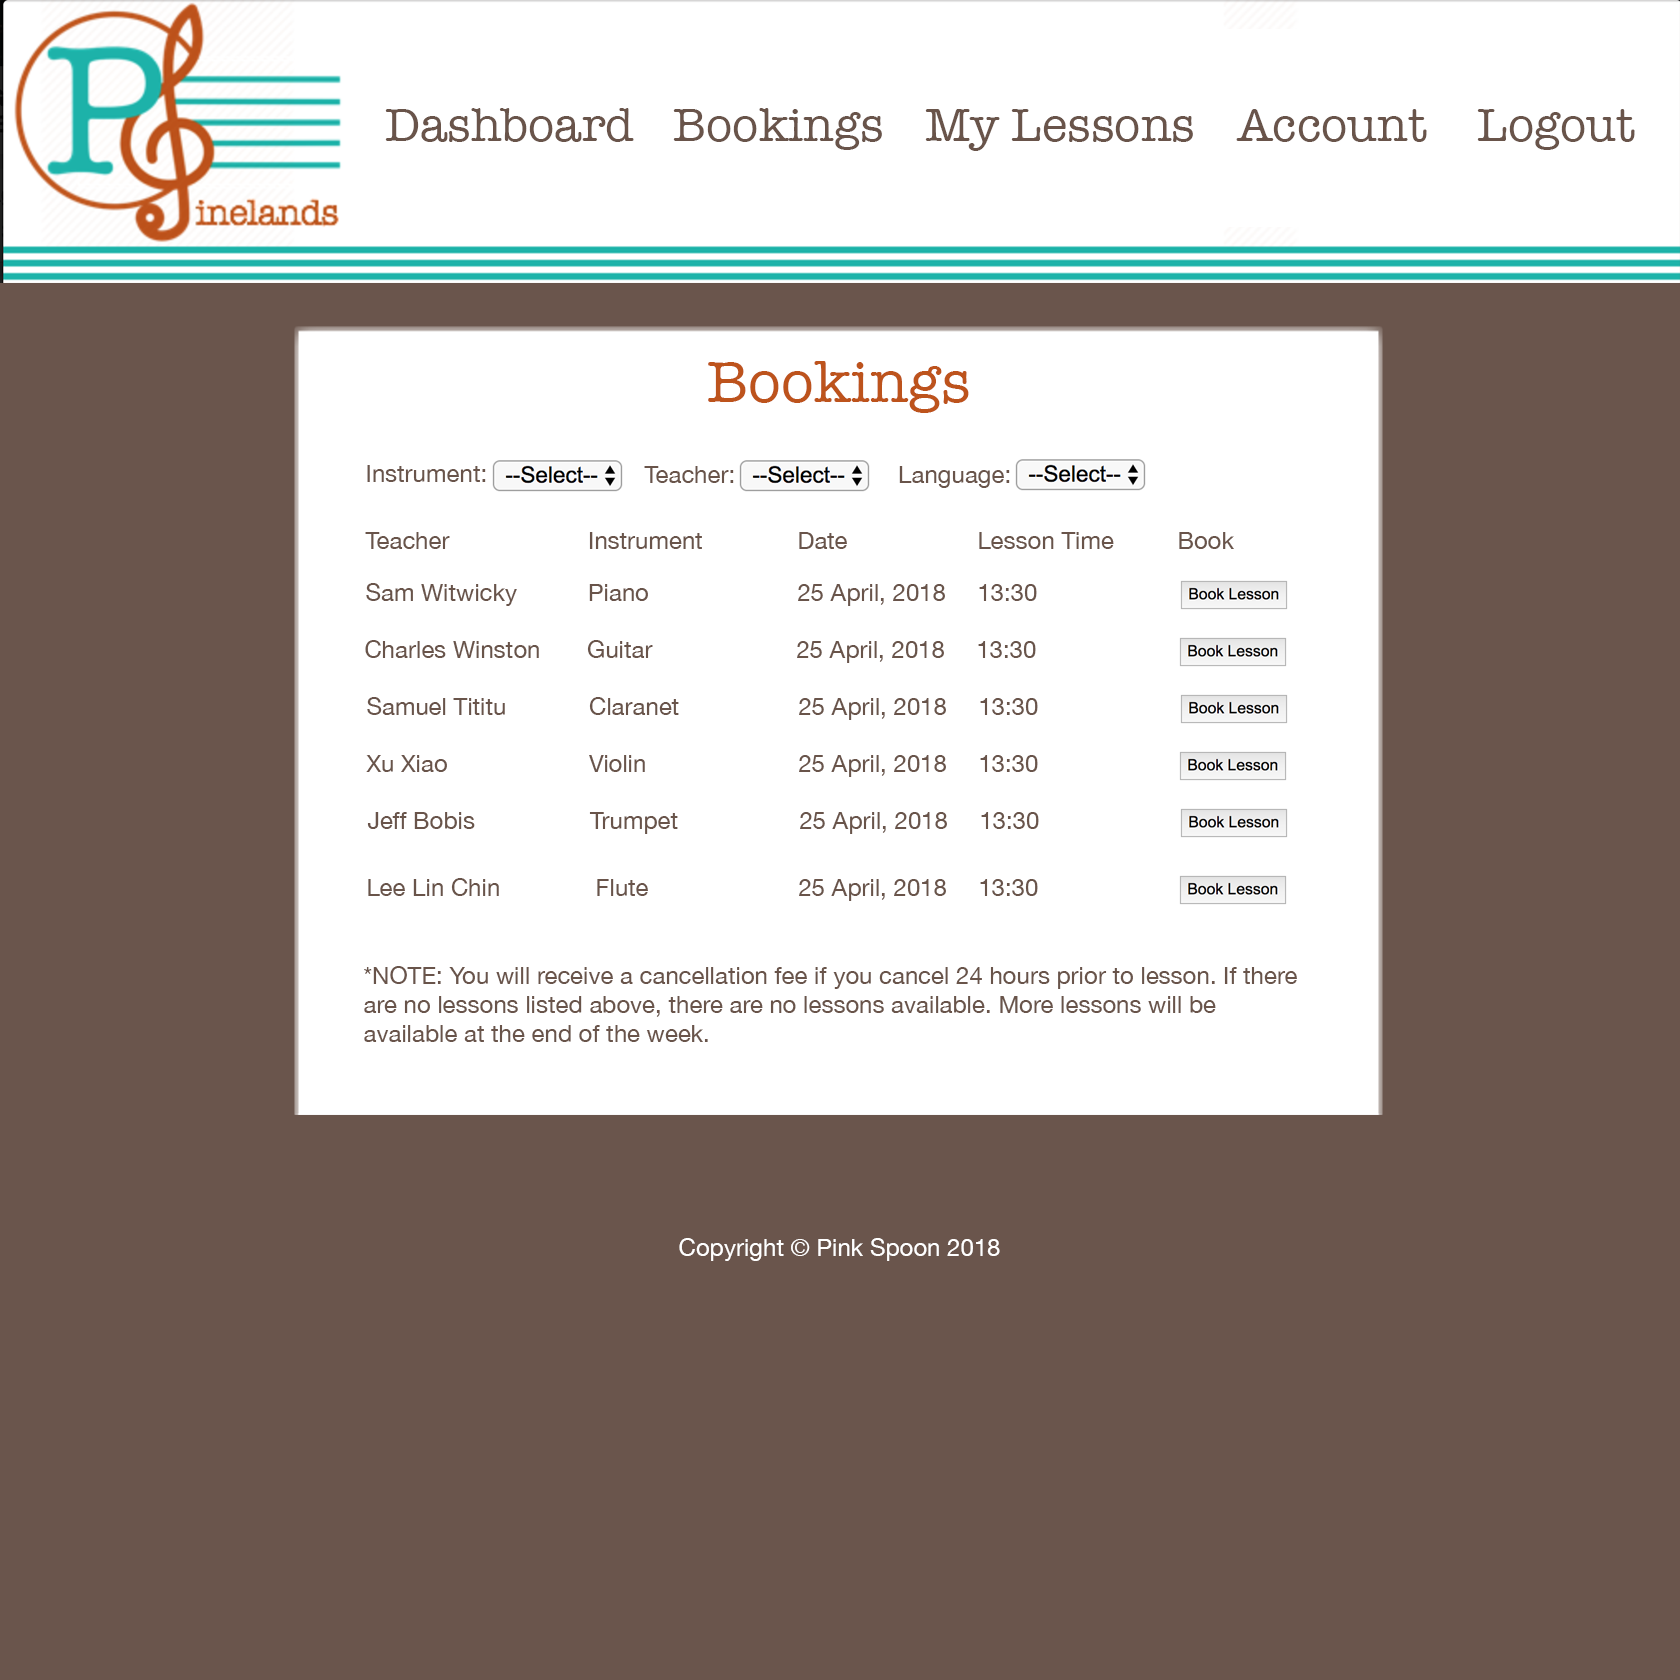 P
inelands
Dashboard Bookings My Lessons Account Logout
Bookings
Instrument: --Select-- Teacher: --Select-- Language: --Select--
Teacher Instrument Date Lesson Time Book
Sam Witwicky Piano 25 April, 2018 13:30 Book Lesson
Charles Winston Guitar 25 April, 2018 13:30 Book Lesson
Samuel Tititu Claranet 25 April, 2018 13:30 Book Lesson
Xu Xiao Violin 25 April, 2018 13:30 Book Lesson
Jeff Bobis Trumpet 25 April, 2018 13:30 Book Lesson
Lee Lin Chin Flute 25 April, 2018 13:30 Book Lesson
*NOTE: You will receive a cancellation fee if you cancel 24 hours prior to lesson. If there
are no lessons listed above, there are no lessons available. More lessons will be
available at the end of the week.
Copyright © Pink Spoon 2018